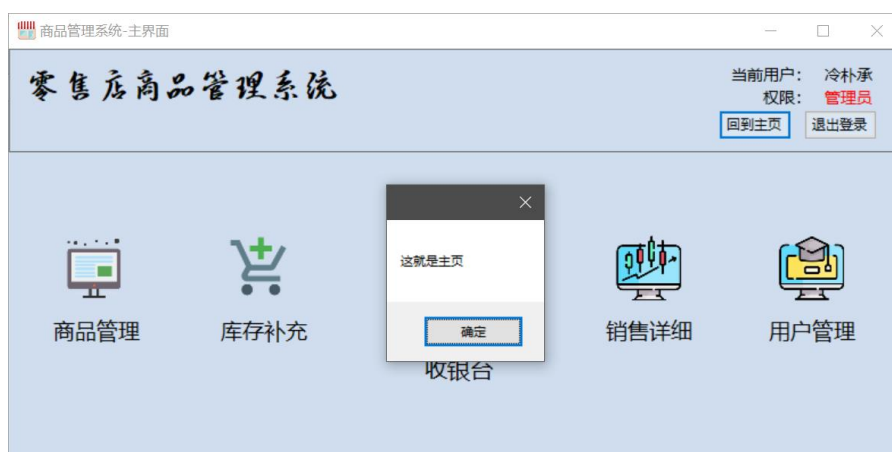 商品管理系统-主界面
零售店商品管理系统
当前用户： 冷朴承
权限： 管理员
回到主页 退出登录
这就是主页
确定
商品管理 库存补充 收银台 销售详细 用户管理